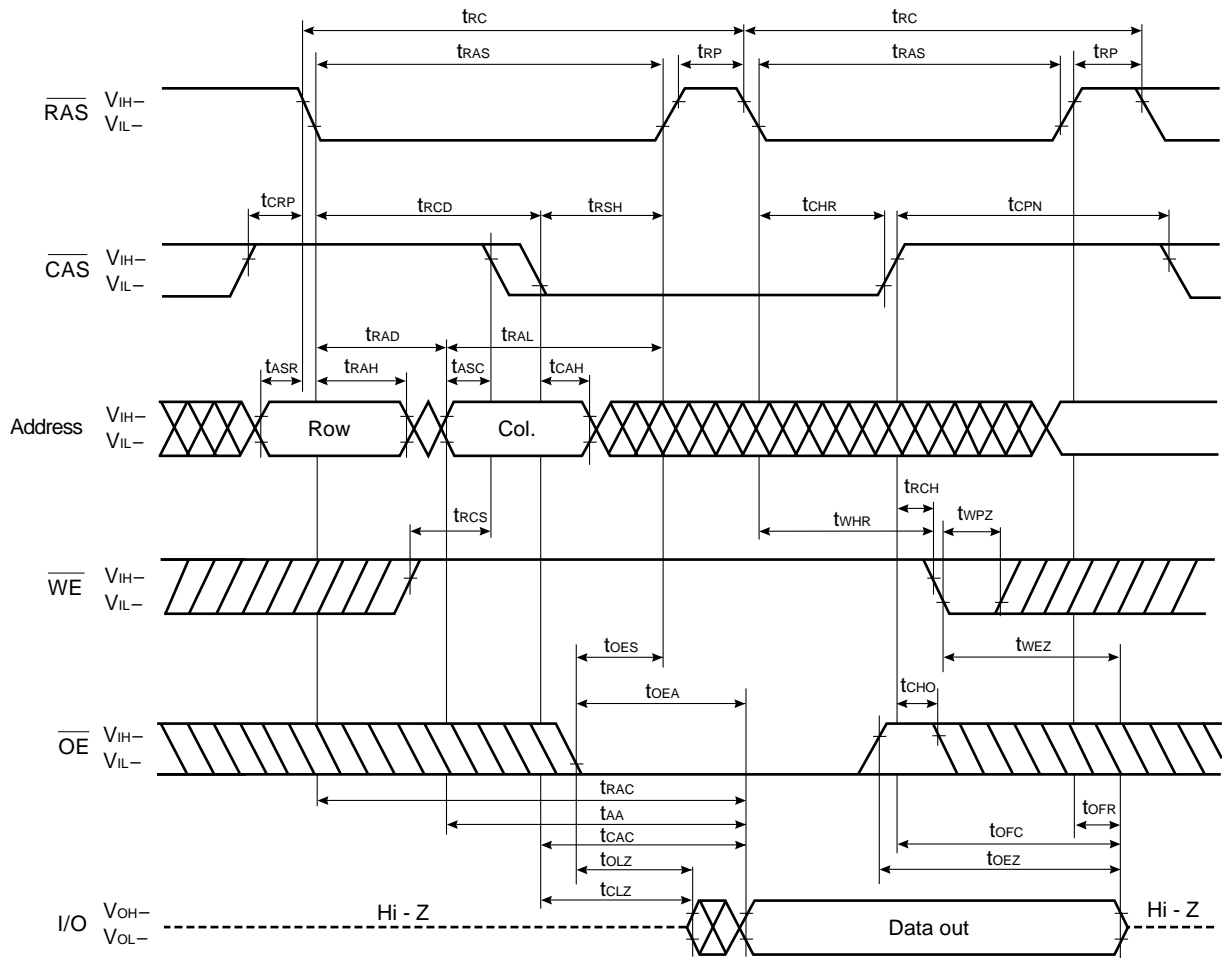 tRC tRC
tRAS tRP tRAS tRP
RAS VIH–
VIL–
tCRP tRCD tRSH tCHR tCPN
CAS VIH–
VIL–
tRAD tRAL
tASR tRAH tASC tCAH
Address VIH–
VIL–
Row Col.
tRCH
tRCS tWHR tWPZ
WE VIH–
VIL–
tOES tWEZ
tOEA tCHO
OE VIH–
VIL–
tRAC
tAA tOFR
tCAC tOFC
tOLZ tOEZ
tCLZ
I/O VOH–
VOL–
Hi - Z Data out Hi - Z